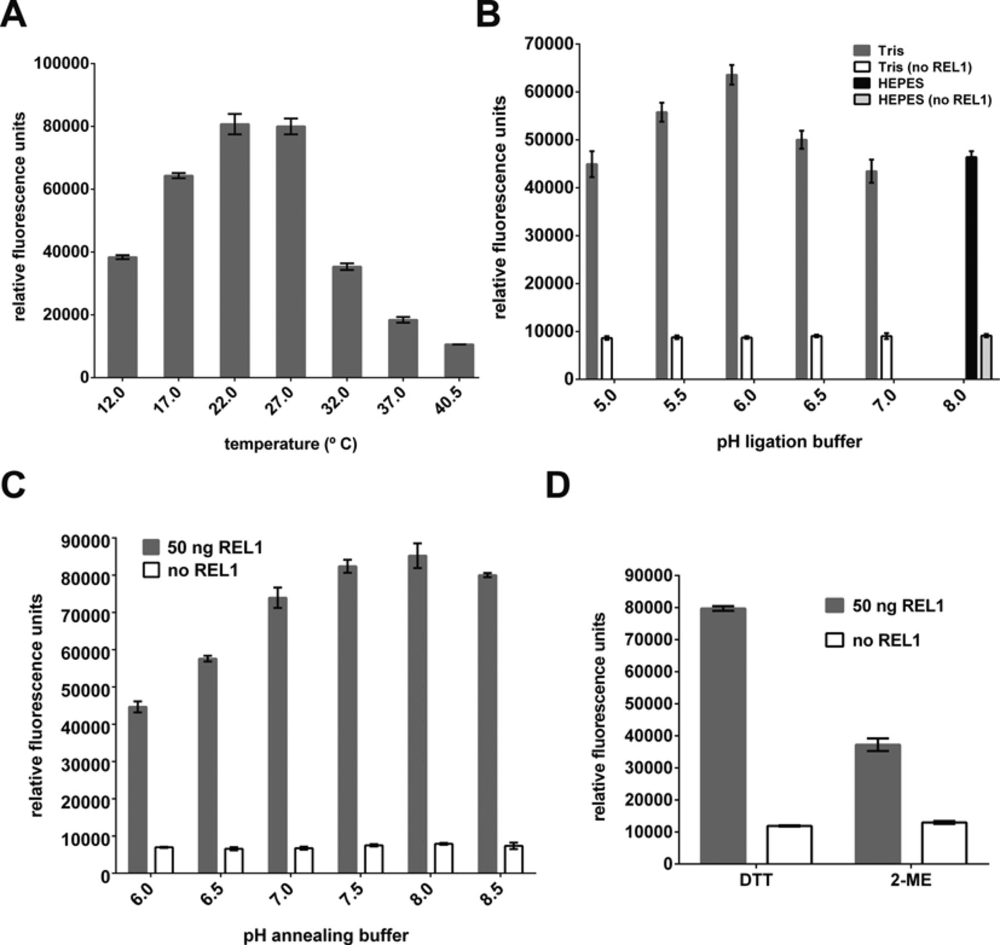 A
relative fluorescence units
100000
80000
60000
40000
20000
0
12.0 17.0 22.0 27.0 32.0 37.0 40.5
temperature (º C)
B
relative fluorescence units
70000
60000
50000
40000
30000
20000
10000
0
Tris
Tris (no REL1)
HEPES
HEPES (no REL1)
5.0 5.5 6.0 6.5 7.0 8.0
pH ligation buffer
C
relative fluorescence units
90000
80000
70000
60000
50000
40000
30000
20000
10000
0
50 ng REL1
no REL1
6.0 6.5 7.0 7.5 8.0 8.5
pH annealing buffer
D
relative fluorescence units
90000
80000
70000
60000
50000
40000
30000
20000
10000
0
50 ng REL1
no REL1
DTT 2-ME